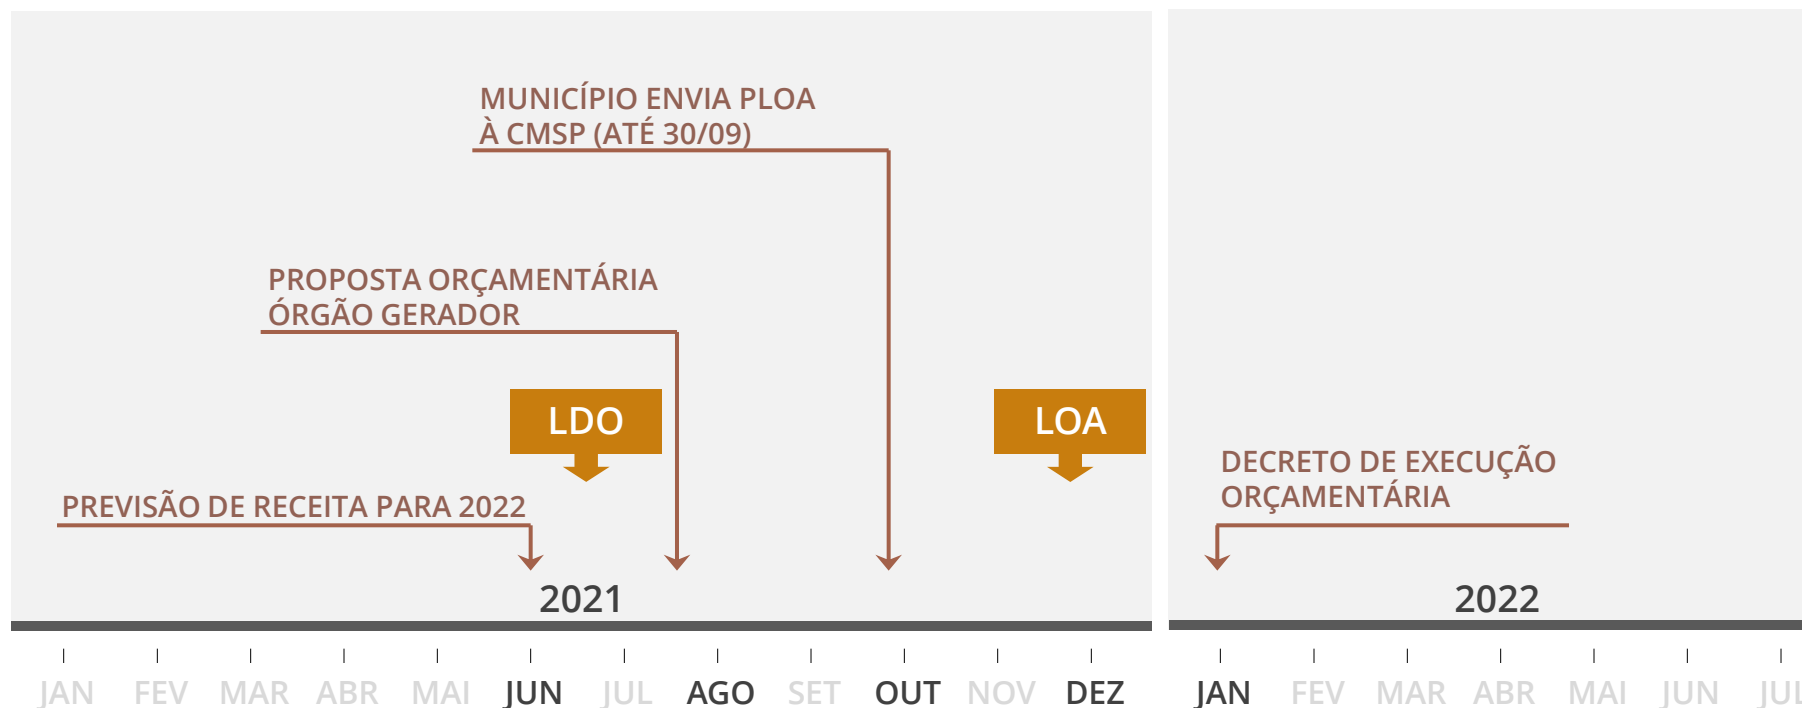 MUNICÍPIO ENVIA PLOA
À CMSP (ATÉ 30/09)
PROPOSTA ORÇAMENTÁRIA
ÓRGÃO GERADOR
LDO
LOA
PREVISÃO DE RECEITA PARA 2022
DECRETO DE EXECUÇÃO
ORÇAMENTÁRIA
2021
2022
JAN FEV MAR ABR MAI JUN JUL AGO SET OUT NOV DEZ JAN FEV MAR ABR MAI JUN JUL